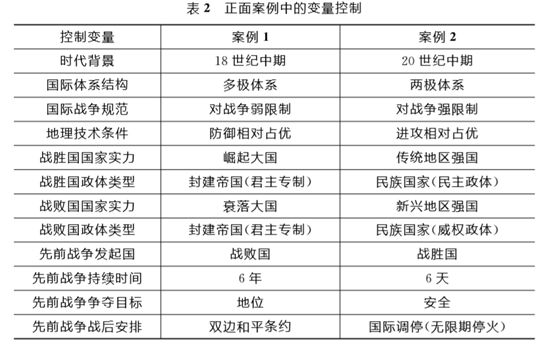 表 2 正面案例中的变量控制
控制变量 案例 1 案例 2
时代背景 18 世纪中期 20 世纪中期
国际体系结构 多极体系 两极体系
国际战争规范 对战争弱限制 对战争强限制
地理技术条件 防御相对占优 进攻相对占优
战胜国国家实力 崛起大国 传统地区强国
战胜国政体类型 封建帝国(君主专制) 民族国家(民主政体)
战败国国家实力 衰落大国 新兴地区强国
战败国政体类型 封建帝国(君主专制) 民族国家(威权政体)
先前战争发起国 战败国 战胜国
先前战争持续时间 6 年 6 天
先前战争争夺目标 地位 安全
先前战争战后安排 双边和平条约 国际调停(无限期停火)